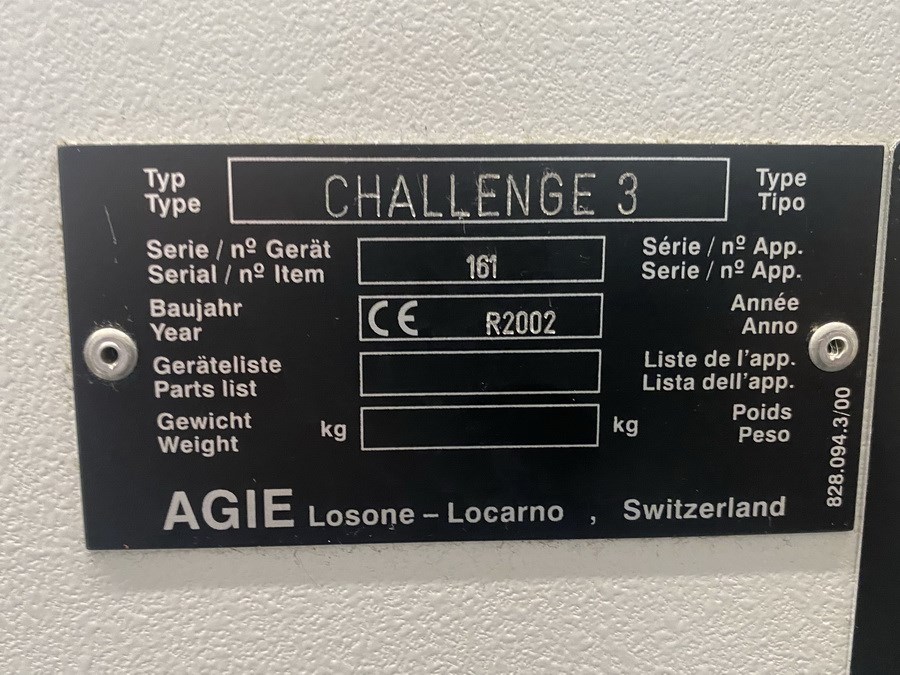 Typ
Type
CHALLENGE 3
Type
Tipo
Serie / nº Gerät
Serial / nº Item
161
Série / nº App.
Serie / nº App.
Baujahr
Year
CE R2002
Année
Anno
Geräteliste
Parts list
Liste de l'app.
Lista dell'app.
Gewicht
Weight
kg
kg
Poids
Peso
828.094.3/00
AGIE Losone – Locarno , Switzerland